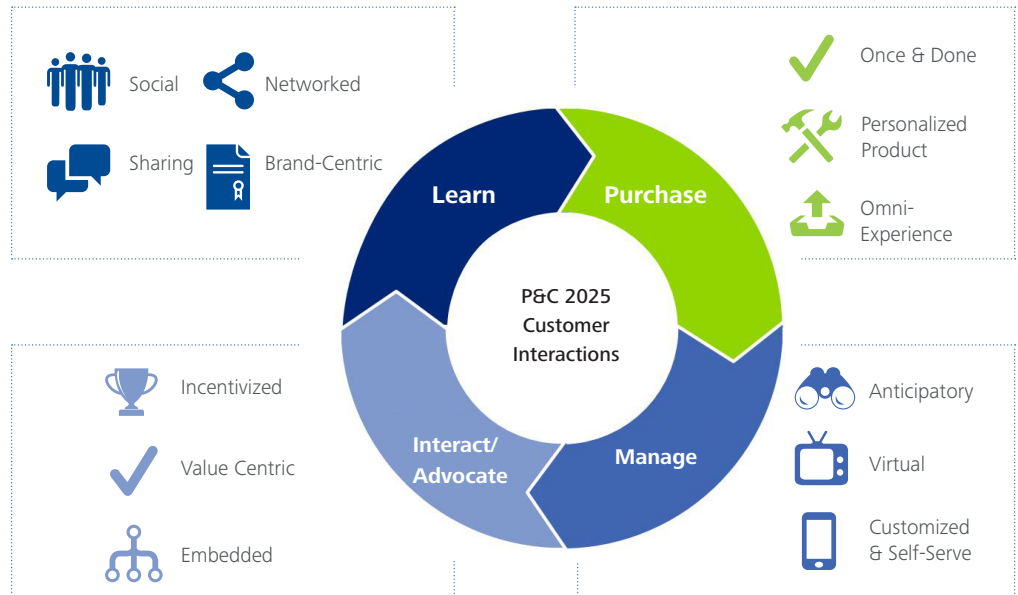 Social
Networked
Sharing
Brand-Centric
Once & Done
Personalized
Product
Omni-
Experience
Learn
Purchase
P&C 2025
Customer
Interactions
Interact/
Advocate
Manage
Incentivized
Value Centric
Embedded
Anticipatory
Virtual
Customized
& Self-Serve